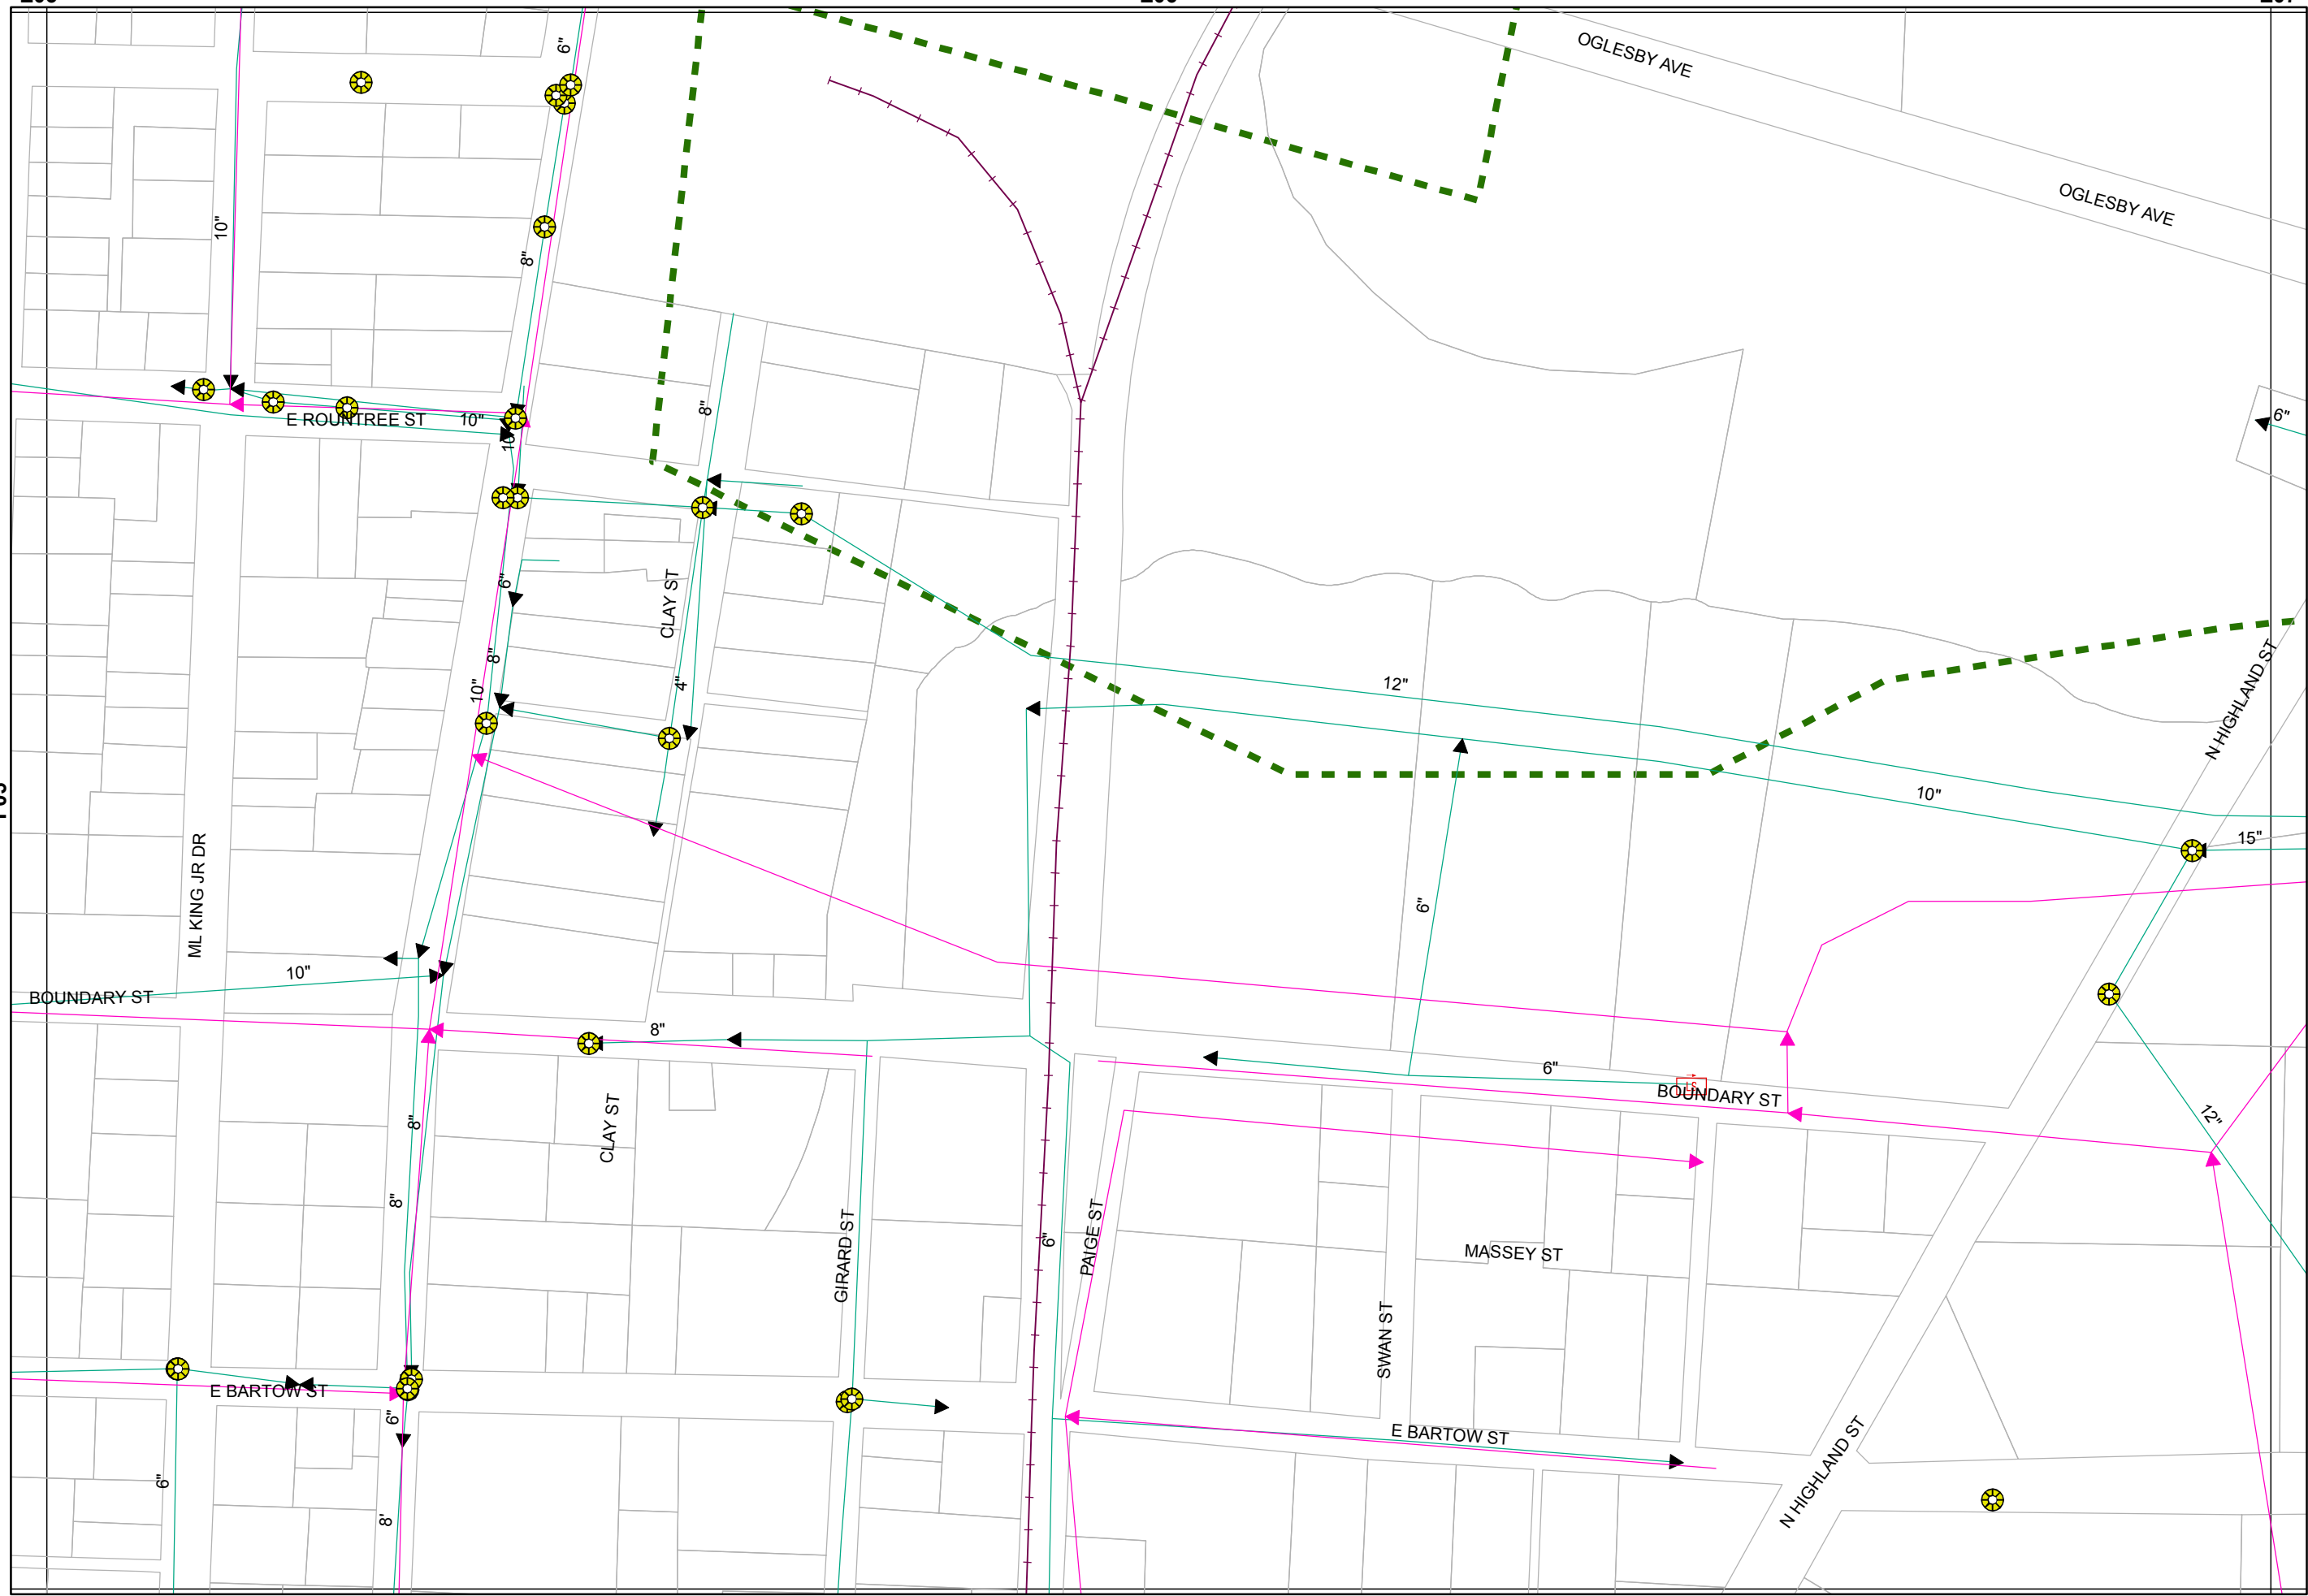 6"
OGLESBY AVE
OGLESBY AVE
10"
8"
8"
6"
E ROUNTREE ST
10"
10"
6"
CLAY ST
8"
4"
10"
12"
N HIGHLAND ST
10"
15"
ML KING JR DR
6"
10"
BOUNDARY ST
8"
6"
BOUNDARY ST
LS
8"
CLAY ST
12"
8"
GIRARD ST
6"
PAIGE ST
MASSEY ST
SWAN ST
E BARTOW ST
6"
E BARTOW ST
N HIGHLAND ST
6"
8'